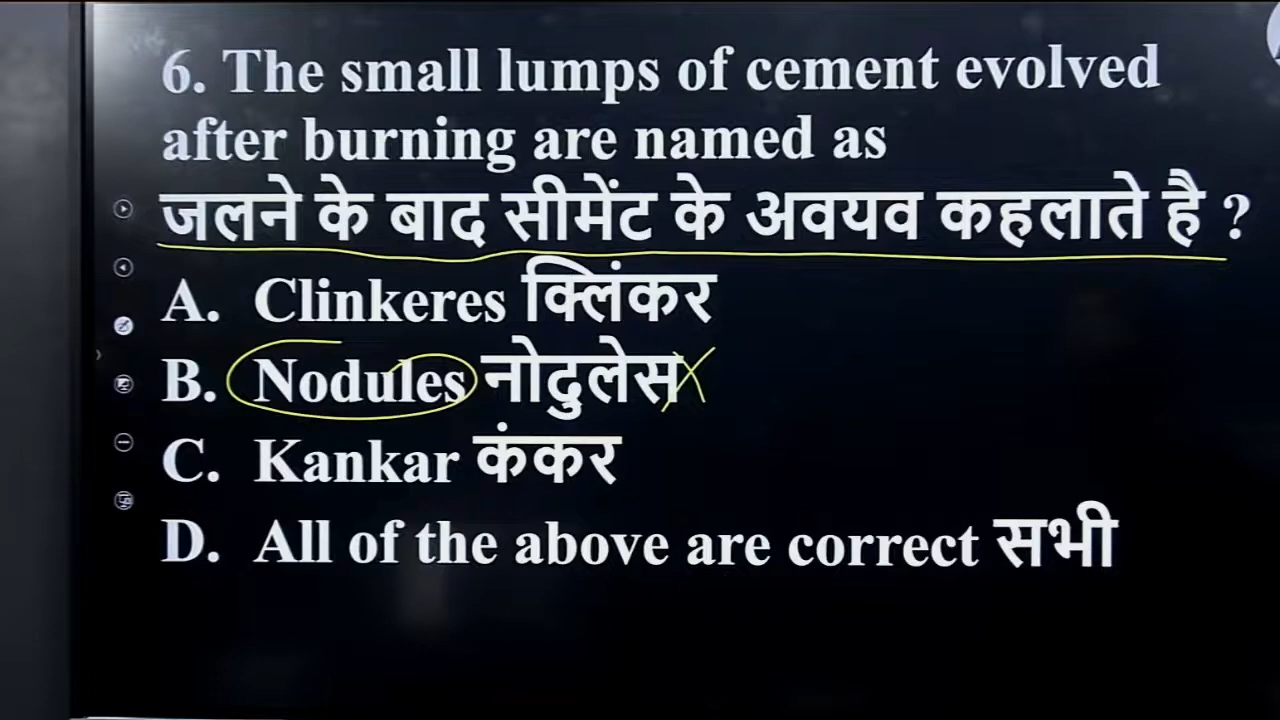 6. The small lumps of cement evolved
after burning are named as
जलने के बाद सीमेंट के अवयव कहलाते है ?
A. Clinkeres क्लिंकर
B. Nodules नोदुलेस
C. Kankar कंकर
D. All of the above are correct सभी